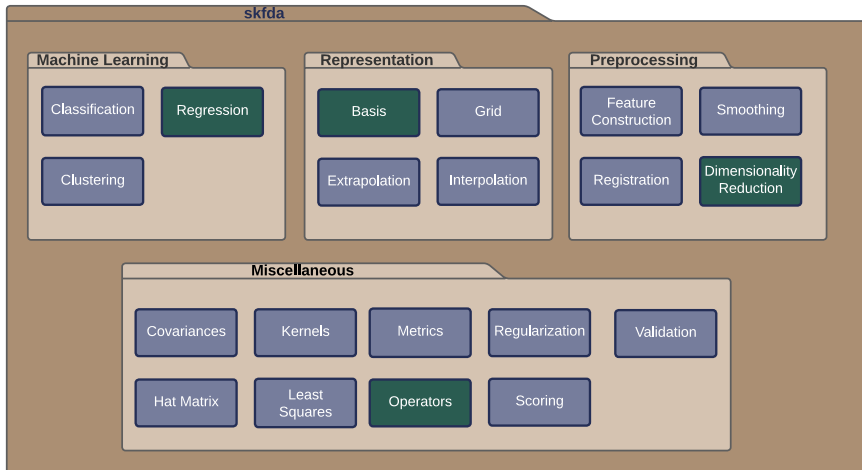 skfda
Machine Learning
Classification
Regression
Clustering
Representation
Basis
Grid
Extrapolation
Interpolation
Preprocessing
Feature
Construction
Smoothing
Registration
Dimensionality
Reduction
Miscellaneous
Covariances
Kernels
Metrics
Regularization
Validation
Hat Matrix
Least
Squares
Operators
Scoring